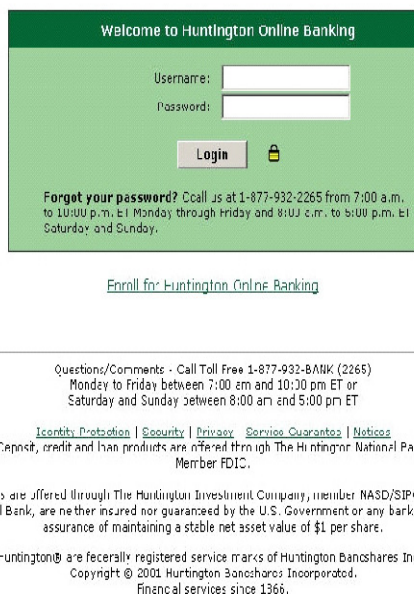 Welcome to Huntington Online Banking
Username:
Password:
Login
Forgot your password? Ccall us at 1-877-932-2265 from 7:00 a.m.
to 10:00 p.m. ET Monday through Friday and 8:00 a.m. to 5:00 p.m. ET
Saturday and Sunday.
Enroll for Huntington Online Banking
Questions/Comments - Call Toll Free 1-877-932-BANK (2265)
Monday to Friday between 7:00 am and 10:00 pm ET or
Saturday and Sunday between 8:00 am and 5:00 pm ET
Identity Protection | Security | Privacy Service Guarantee | Notices
Deposit, credit and loan products are offered through The Huntington National Ba
Member FDIC.
s are offered through The Huntington Investment Company, member NASD/SIPC
l Bank, are neither insured nor guaranteed by the U.S. Government or any bank
assurance of maintaining a stable net asset value of $1 per share.
untington® are federally registered service marks of Huntington Bancshares In
Copyright © 2001 Huntington Bancshares Incorporated.
Financial services since 1866.